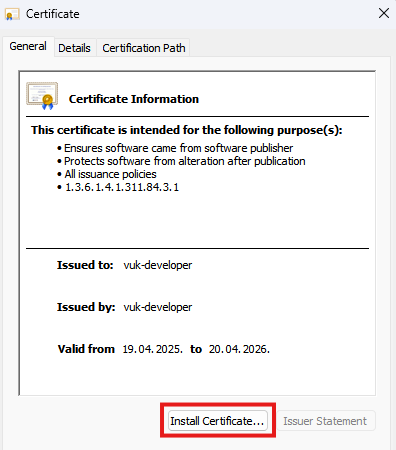 Certificate
General Details Certification Path
Certificate Information
This certificate is intended for the following purpose(s):
• Ensures software came from software publisher
• Protects software from alteration after publication
• All issuance policies
• 1.3.6.1.4.1.311.84.3.1
Issued to: vuk-developer
Issued by: vuk-developer
Valid from 19.04.2025. to 20.04.2026.
Install Certificate... Issuer Statement